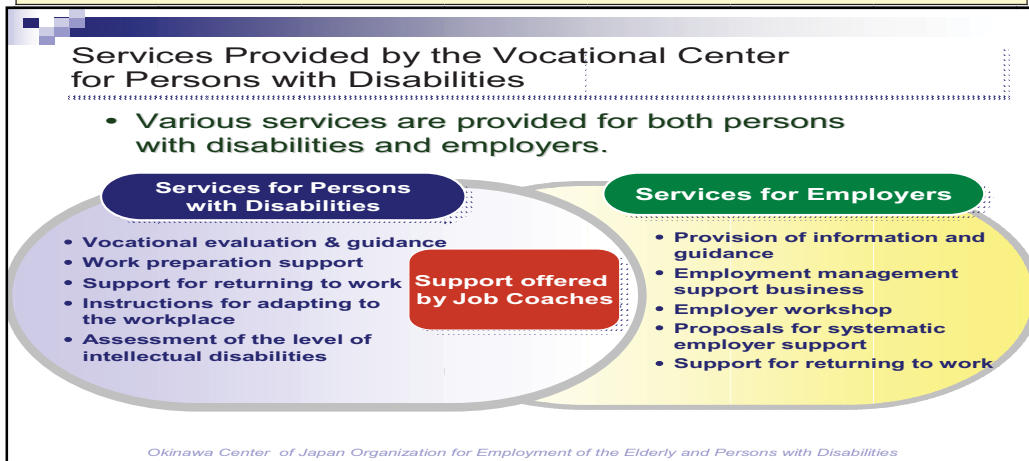 Services Provided by the Vocational Center
for Persons with Disabilities
• Various services are provided for both persons
with disabilities and employers.
Services for Persons
with Disabilities
• Vocational evaluation & guidance
• Work preparation support
• Support for returning to work
• Instructions for adapting to
the workplace
• Assessment of the level of
intellectual disabilities
Support offered
by Job Coaches
Services for Employers
• Provision of information and
guidance
• Employment management
support business
• Employer workshop
• Proposals for systematic
employer support
• Support for returning to work
Okinawa Center of Japan Organization for Employment of the Elderly and Persons with Disabilities